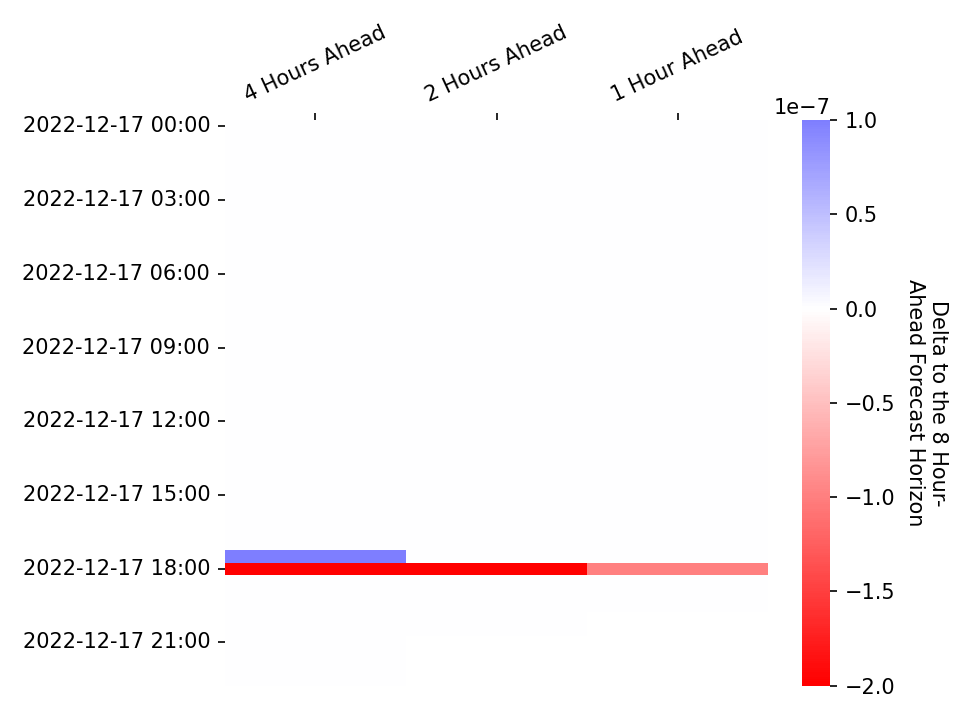 4 Hours Ahead
2 Hours Ahead
1 Hour Ahead
1e−7
2022-12-17 00:00
2022-12-17 03:00
2022-12-17 06:00
2022-12-17 09:00
2022-12-17 12:00
2022-12-17 15:00
2022-12-17 18:00
2022-12-17 21:00
1.0
0.5
0.0
−0.5
−1.0
−1.5
−2.0
Delta to the 8 Hour-
Ahead Forecast Horizon